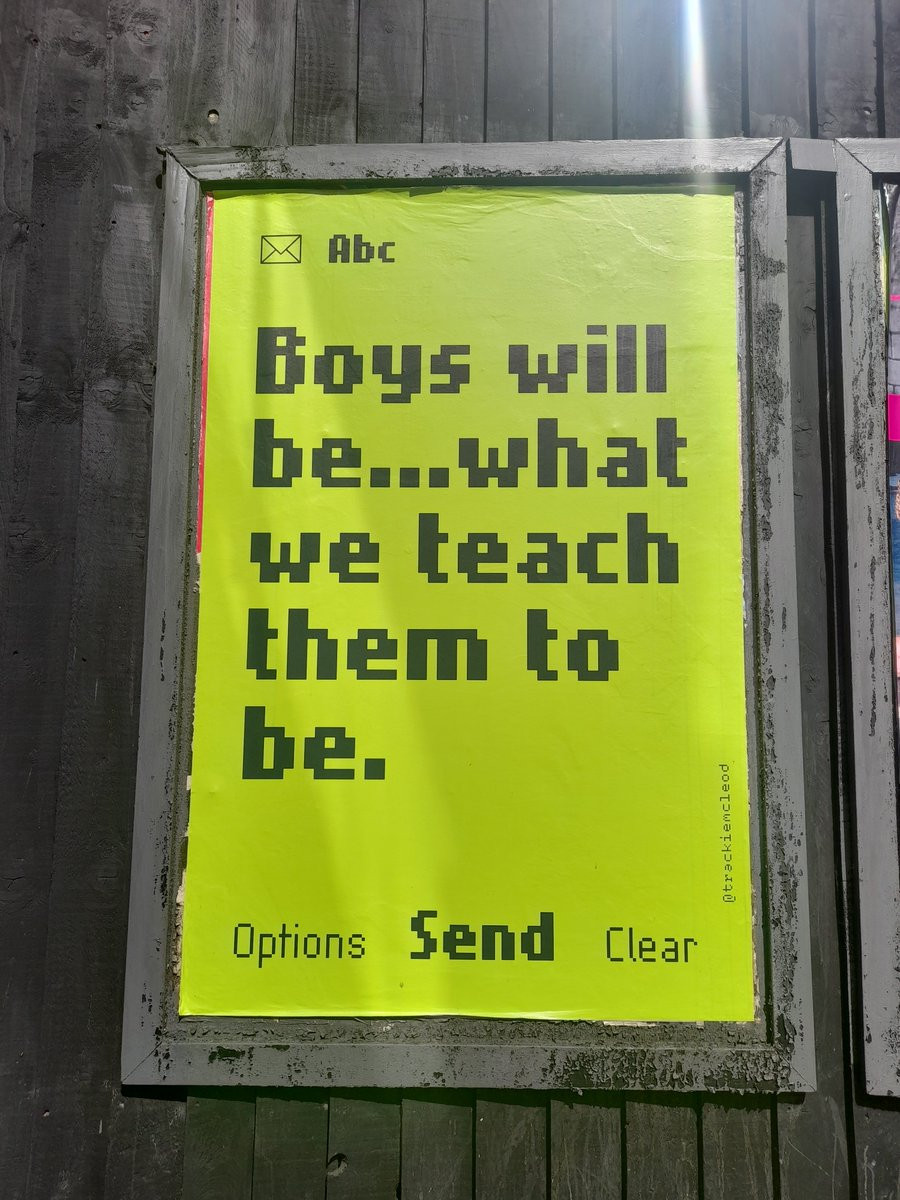 Abc
Boys will
be...what
we teach
them to
be.
@trackiemcleod
Options Send Clear